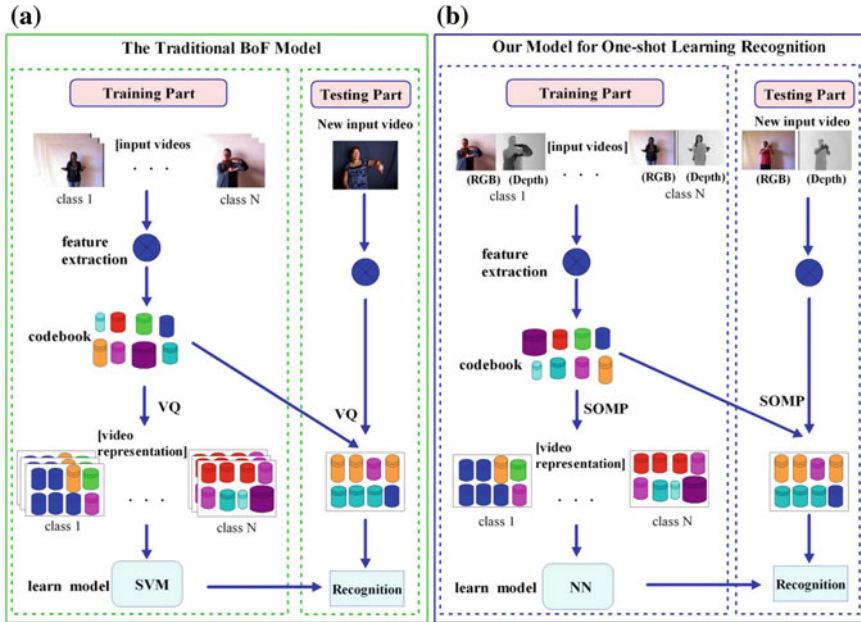 (a)
The Traditional BoF Model
Training Part
Testing Part
[input videos
. . .
class 1
class N
New input video
feature
extraction
codebook
VQ
VQ
[video
representation]
. . .
class 1
class N
learn model
SVM
Recognition
(b)
Our Model for One-shot Learning Recognition
Training Part
Testing Part
[input videos]
. . .
(RGB) (Depth)
class 1
(RGB) (Depth)
class N
New input video
(RGB) (Depth)
feature
extraction
codebook
SOMP
SOMP
[video
representation]
. . .
class 1
class N
learn model
NN
Recognition